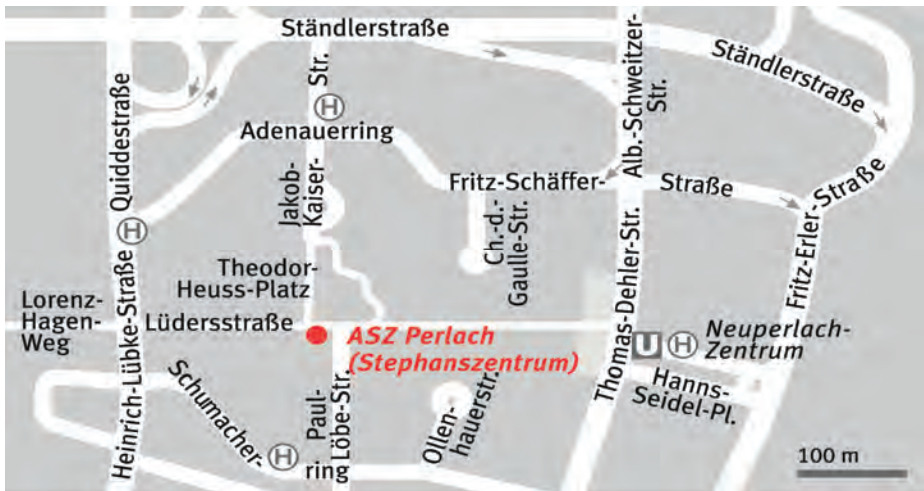 Ständlerstraße
Ständlerstraße
Quiddestraße
Jakob-
Kaiser-
Str.
H
Adenauerring
Alb.-Schweitzer-
Str.
Fritz-Schäffer-
Straße
Ch.-d.-
Gaulle-Str.
Fritz-Erler-Straße
H
Theodor-
Heuss-Platz
Lorenz-
Hagen-
Weg
Lüdersstraße
ASZ Perlach
(Stephanszentrum)
Thomas-Dehler-Str.
U
H
Neuperlach-
Zentrum
Hanns-
Seidel-Pl.
Heinrich-Lübke-Straße
Schumacher-
ring
H
Paul-
Löbe-Str.
Ollen-
hauerstr.
100 m